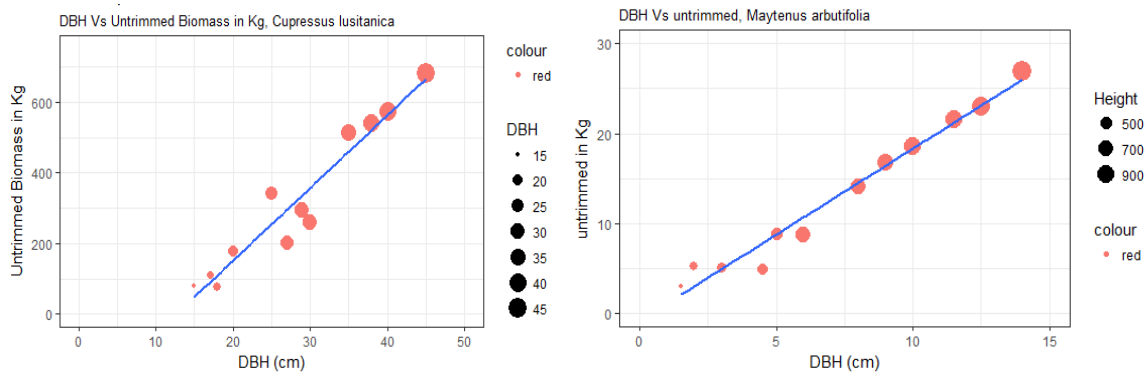 DBH Vs Untrimmed Biomass in Kg, Cupressus lusitanica
Untrimmed Biomass in Kg
600
400
200
0
0
10
20
30
40
50
DBH (cm)
colour
red
DBH
15
20
25
30
35
40
45
DBH Vs untrimmed, Maytenus arbutifolia
untrimmed in Kg
30
20
10
0
0
5
10
15
DBH (cm)
Height
500
700
900
colour
red